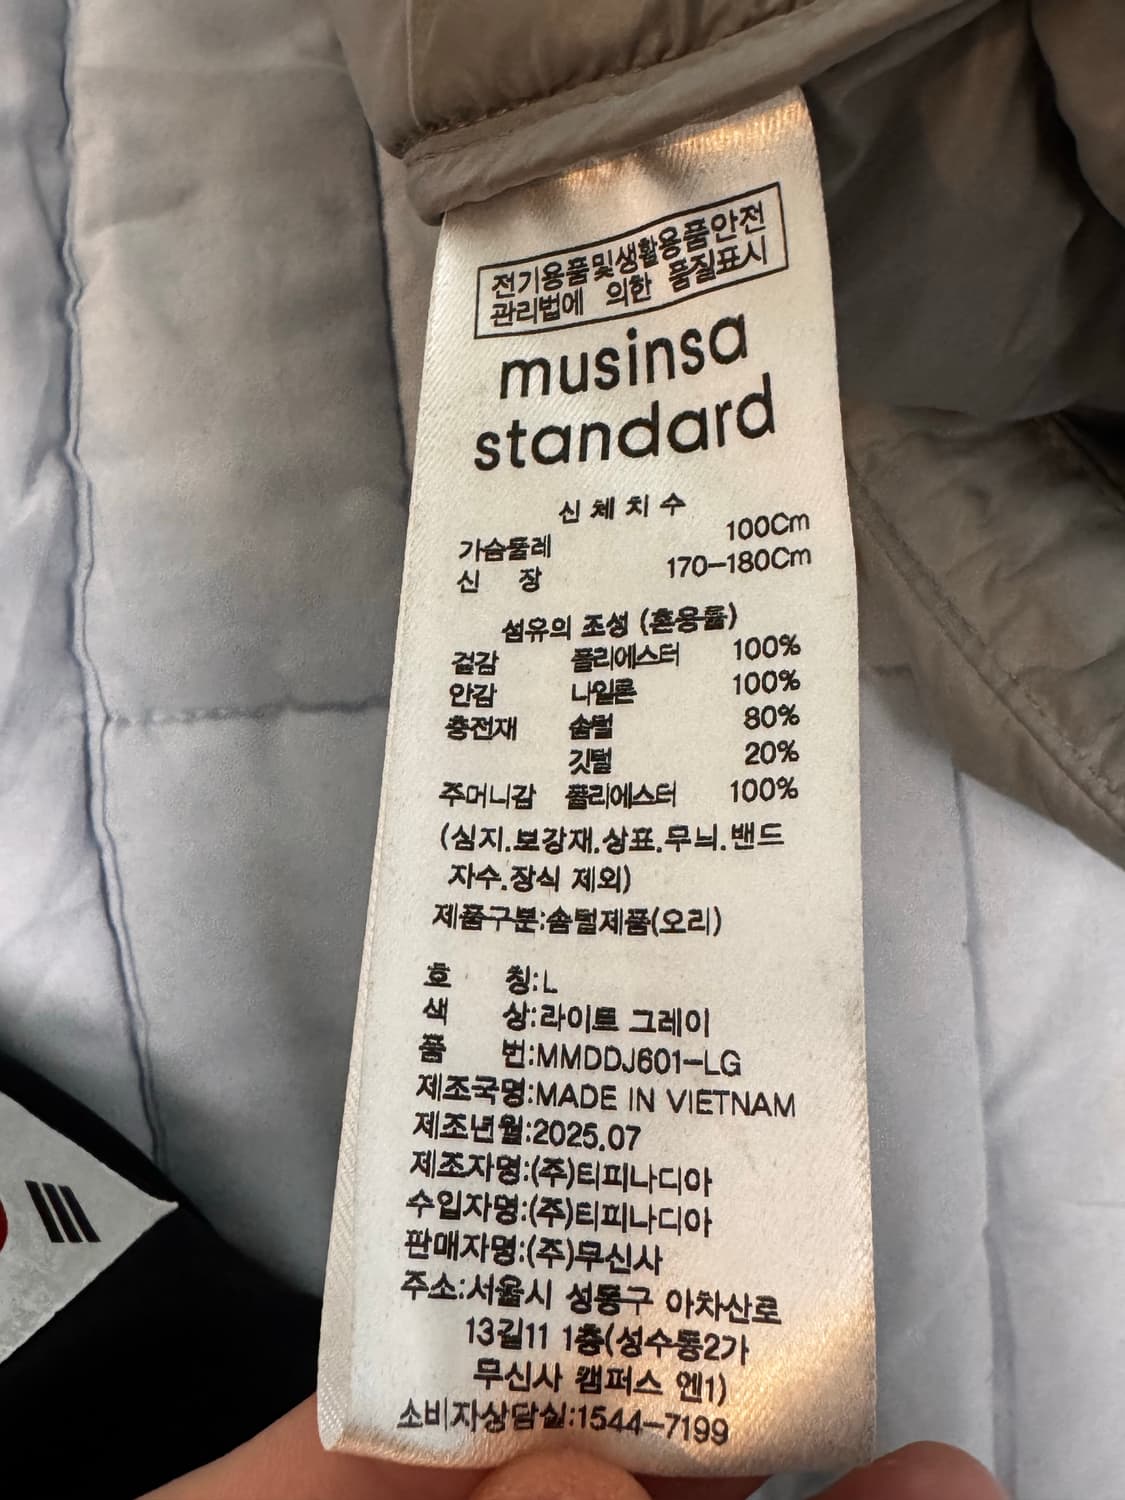 전기용품및생활용품안전
관리법에 의한 품질표시
musinsa
standard
신체치수
가슴둘레 100Cm
신 장 170-180Cm
섬유의 조성 (혼용률)
겉감 폴리에스터 100%
안감 나일론 100%
충전재 솜털 80%
깃털 20%
주머니감 폴리에스터 100%
(심지.보강재.상표.무늬.밴드
자수.장식 제외)
제품구분:솜털제품(오리)
호 칭:L
색 상:라이트 그레이
품 번:MMDDJ601-LG
제조국명:MADE IN VIETNAM
제조년월:2025.07
제조자명:(주)티피나디아
수입자명:(주)티피나디아
판매자명:(주)무신사
주소:서울시 성동구 아차산로
13길11 1층(성수동2가
무신사 캠퍼스 엔1)
소비자상담실:1544-7199